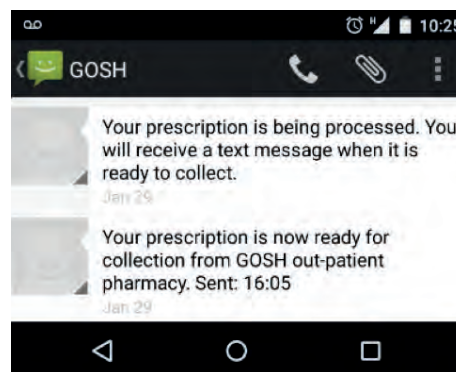 H 10:25
GOSH
Your prescription is being processed. You
will receive a text message when it is
ready to collect.
Jan 29
Your prescription is now ready for
collection from GOSH out-patient
pharmacy. Sent: 16:05
Jan 29